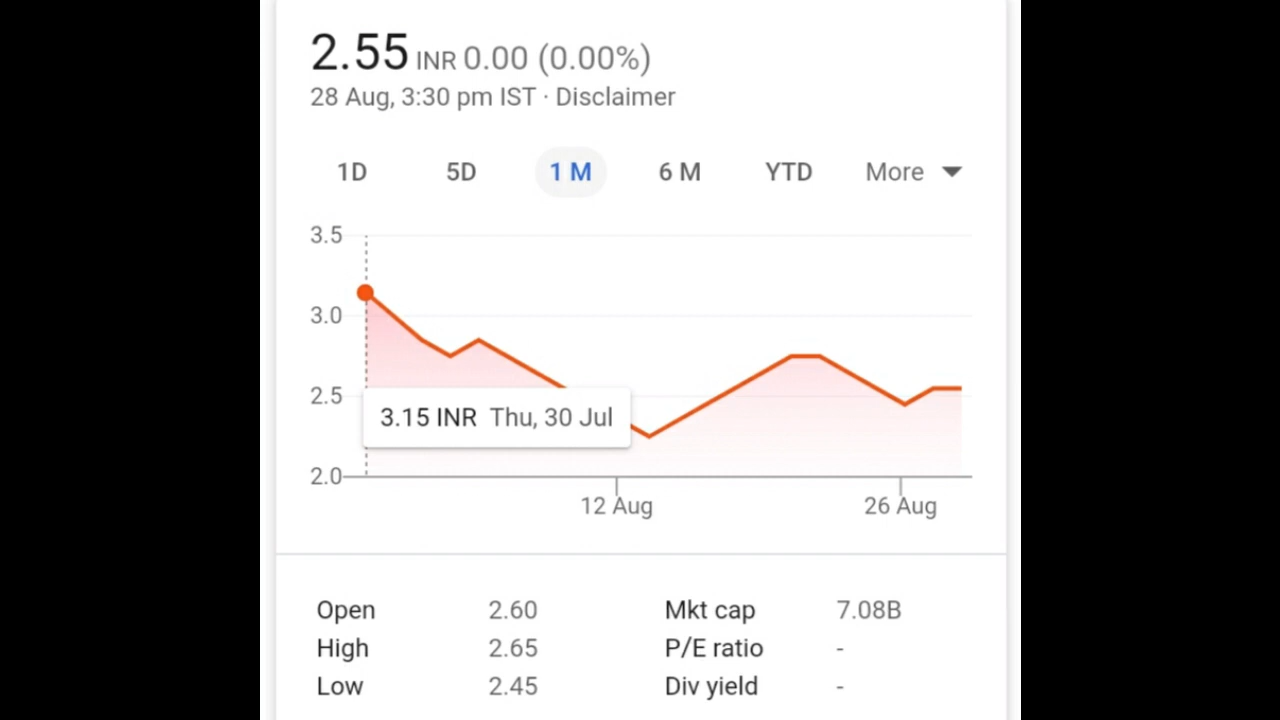 2.55 INR 0.00 (0.00%)
28 Aug, 3:30 pm IST · Disclaimer
1D 5D 1 M 6 M YTD More
3.5
3.0
2.5
3.15 INR Thu, 30 Jul
2.0
12 Aug 26 Aug
Open 2.60 Mkt cap 7.08B
High 2.65 P/E ratio -
Low 2.45 Div yield -